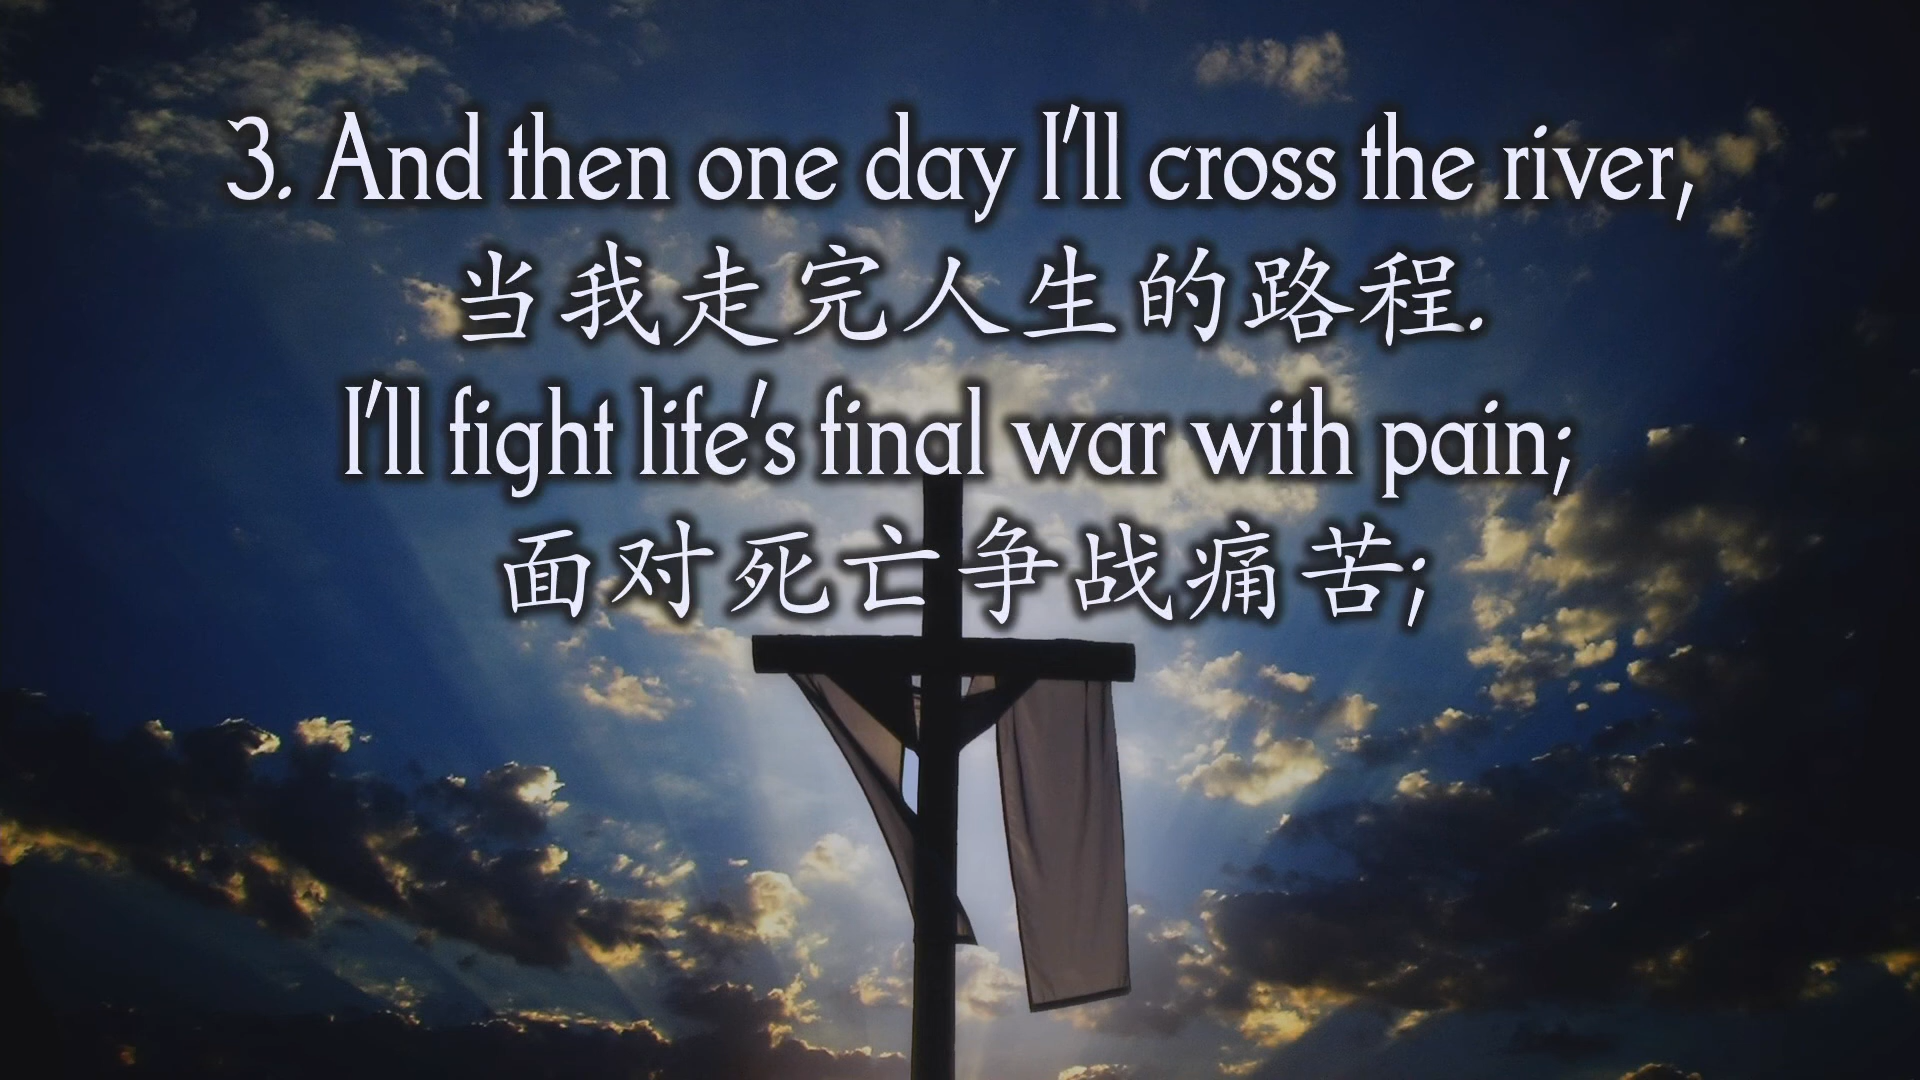 3. And then one day I'll cross the river,
当我走完人生的路程.
I'll fight life's final war with pain;
面对死亡争战痛苦;